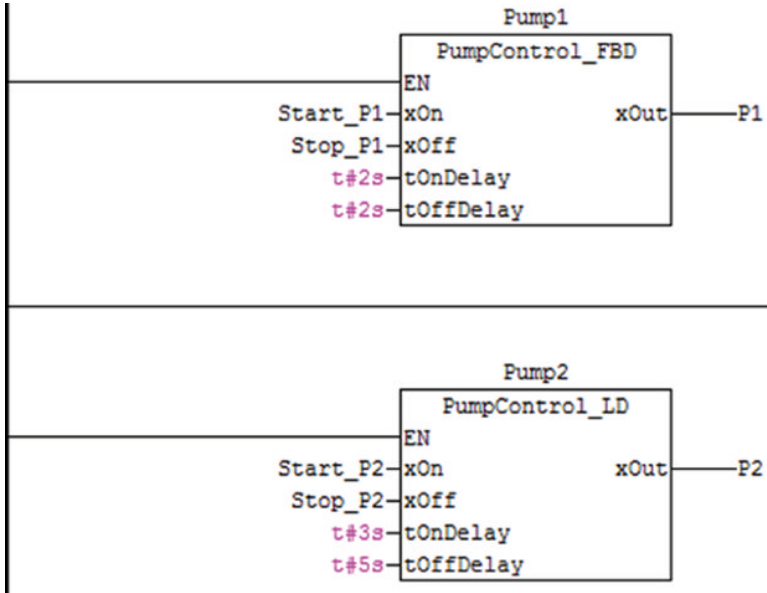 Pump1
PumpControl_FBD
EN
Start_P1 xOn xOut P1
Stop_P1 xOff
t#2s tOnDelay
t#2s tOffDelay
Pump2
PumpControl_LD
EN
Start_P2 xOn xOut P2
Stop_P2 xOff
t#3s tOnDelay
t#5s tOffDelay